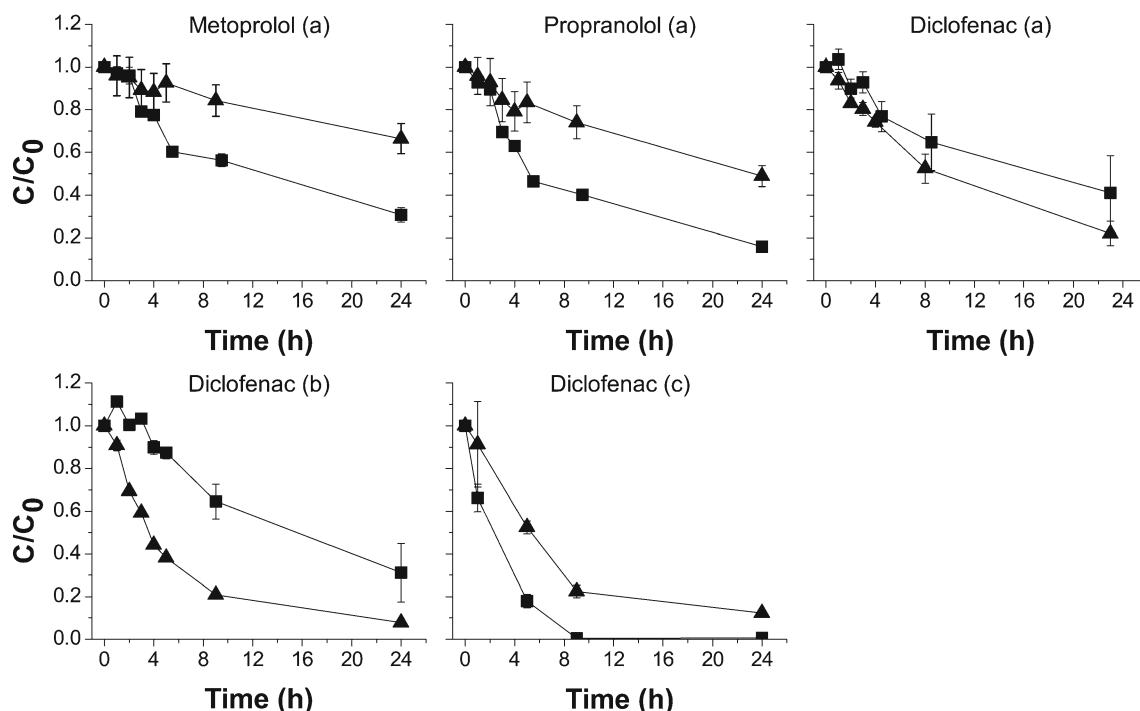 Metoprolol (a)
Propranolol (a)
Diclofenac (a)
C/C0
1.2
1.0
0.8
0.6
0.4
0.2
0.0
0 4 8 12 16 20 24
0 4 8 12 16 20 24
0 4 8 12 16 20 24
Time (h)
Time (h)
Time (h)
Diclofenac (b)
Diclofenac (c)
C/C0
1.2
1.0
0.8
0.6
0.4
0.2
0.0
0 4 8 12 16 20 24
0 4 8 12 16 20 24
Time (h)
Time (h)